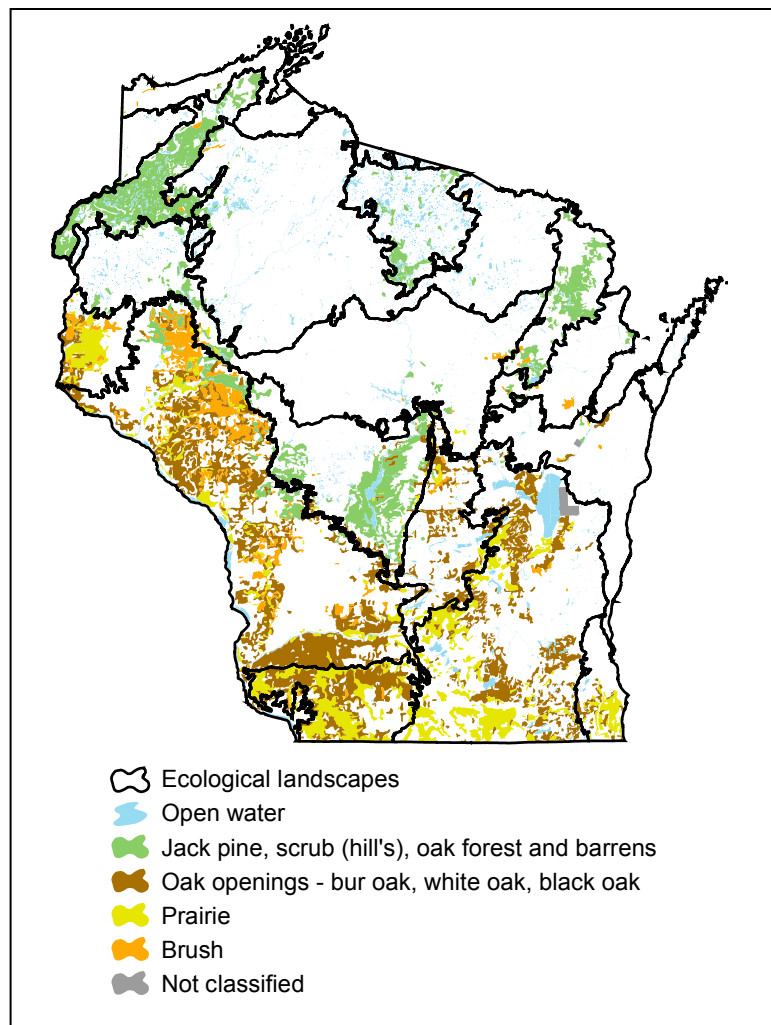 Ecological landscapes
Open water
Jack pine, scrub (hill's), oak forest and barrens
Oak openings - bur oak, white oak, black oak
Prairie
Brush
Not classified